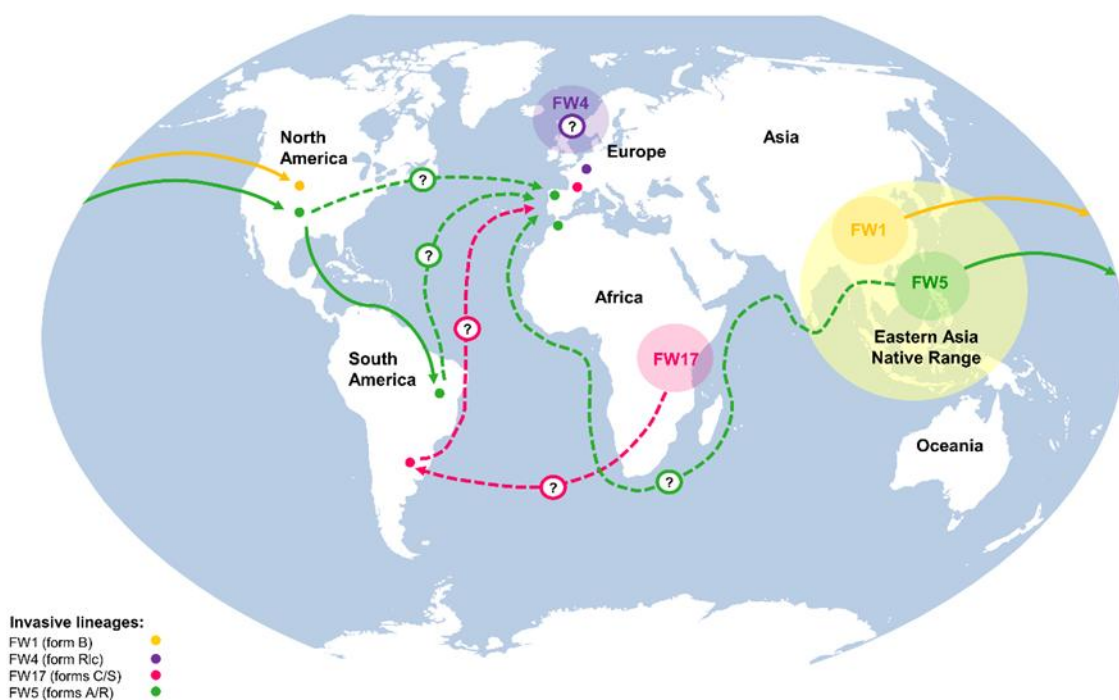 FW4
?
North
America
Europe
Asia
?
FW1
?
FW5
Africa
Eastern Asia
Native Range
?
FW17
South
America
Oceania
?
?
Invasive lineages:
FW1 (form B)
FW4 (form Rlc)
FW17 (forms C/S)
FW5 (forms A/R)